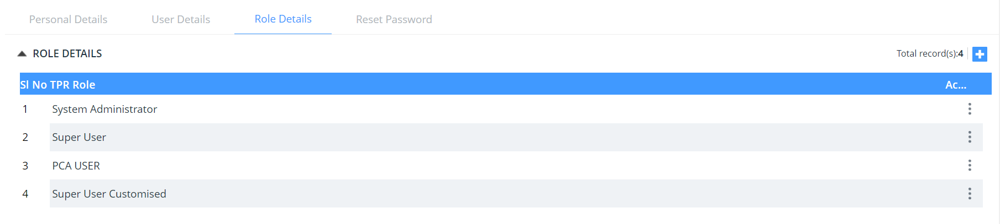 Personal Details User Details Role Details Reset Password
ROLE DETAILS Total record(s):4
Sl No TPR Role Ac...
1 System Administrator
2 Super User
3 PCA USER
4 Super User Customised